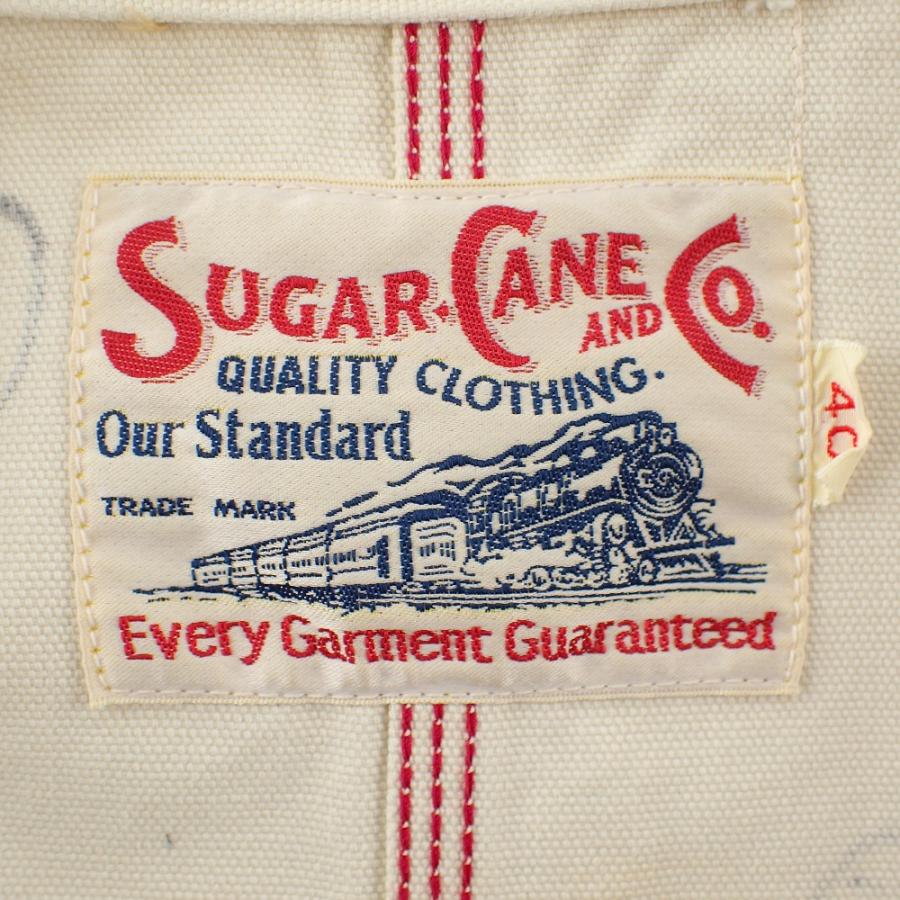 SUGAR·CANE AND CO.
QUALITY CLOTHING.
Our Standard
TRADE MARK
Every Garment Guaranteed
4C